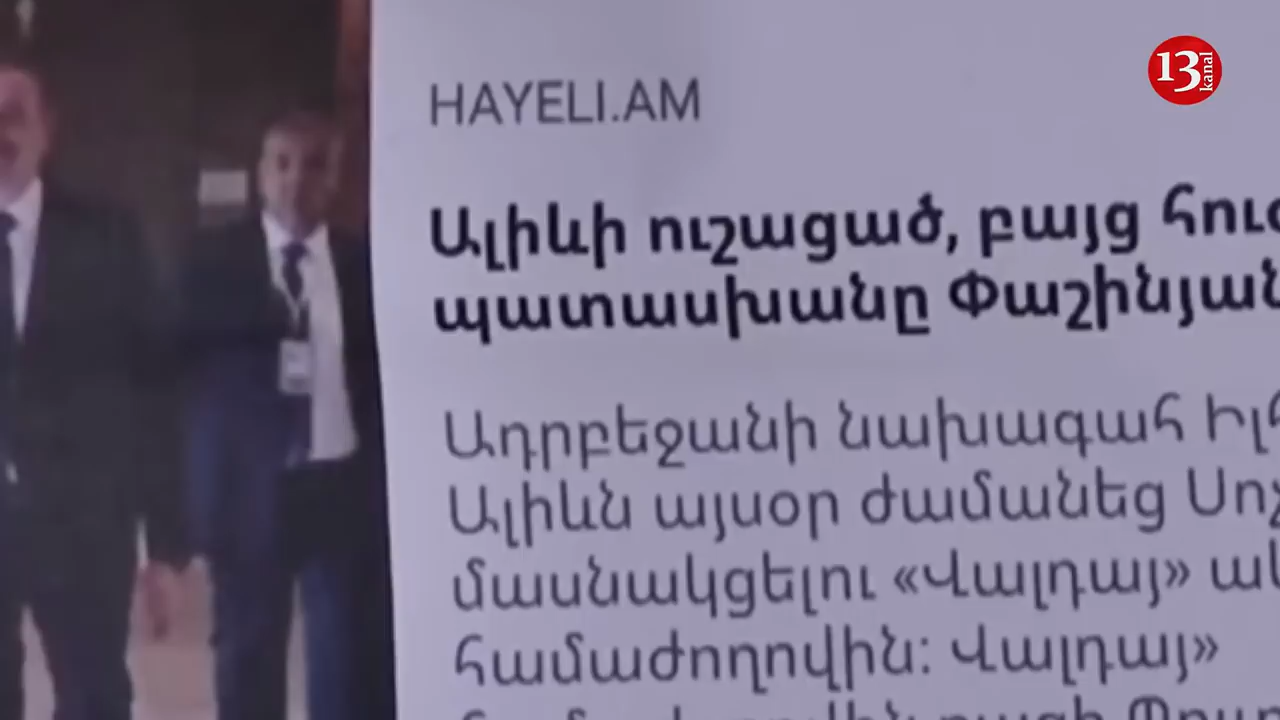 13 kanal
HAYELI.AM
Ալիևի ուշացած, բայց
պատասխանը Փաշինյան
Ադրբեջանի նախագահ
Ալիևն այսօր ժամանեց
մասնակցելու «Վալդայ»
համաժողովին: Վալդայ»